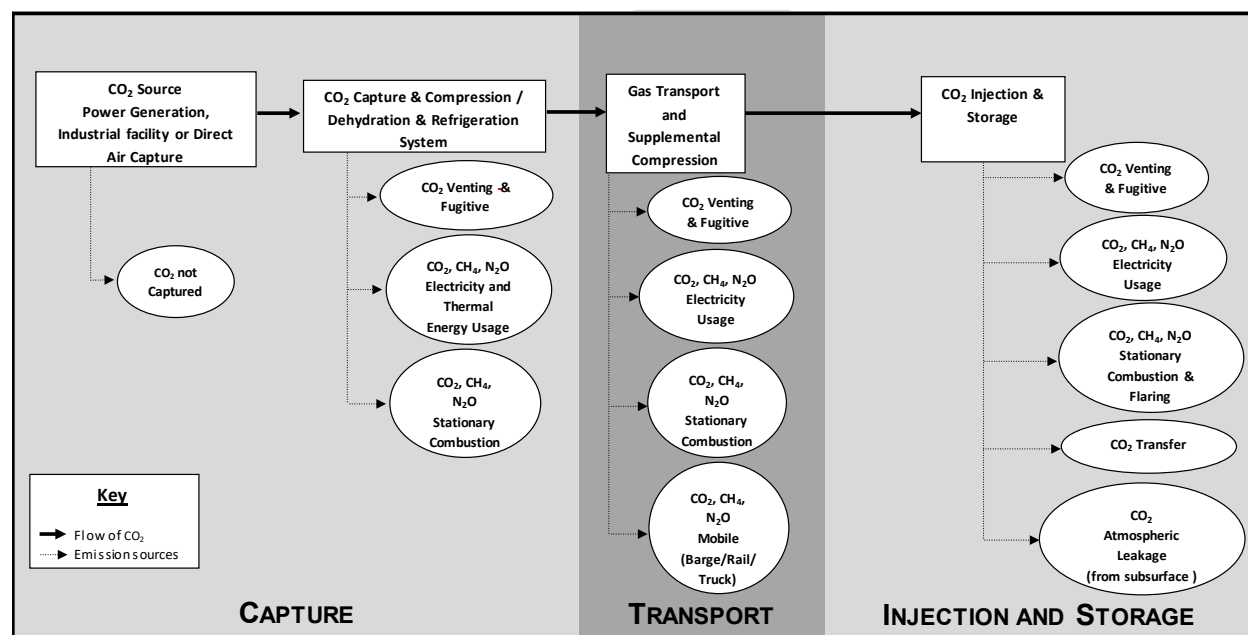 CO₂ Source
Power Generation,
Industrial facility or Direct
Air Capture
CO₂ not
Captured
CO₂ Capture & Compression /
Dehydration & Refrigeration
System
CO₂ Venting -&
Fugitive
CO₂, CH₄, N₂O
Electricity and
Thermal
Energy Usage
CO₂, CH₄,
N₂O
Stationary
Combustion
Gas Transport
and
Supplemental
Compression
CO₂ Venting
& Fugitive
CO₂, CH₄, N₂O
Electricity
Usage
CO₂, CH₄,
N₂O
Stationary
Combustion
CO₂, CH₄,
N₂O
Mobile
(Barge/Rail/
Truck)
CO₂ Injection &
Storage
CO₂ Venting
& Fugitive
CO₂, CH₄, N₂O
Electricity
Usage
CO₂, CH₄, N₂O
Stationary
Combustion &
Flaring
CO₂ Transfer
CO₂
Atmospheric
Leakage
(from subsurface )
Key
Flow of CO₂
Emission sources
CAPTURE
TRANSPORT
INJECTION AND STORAGE